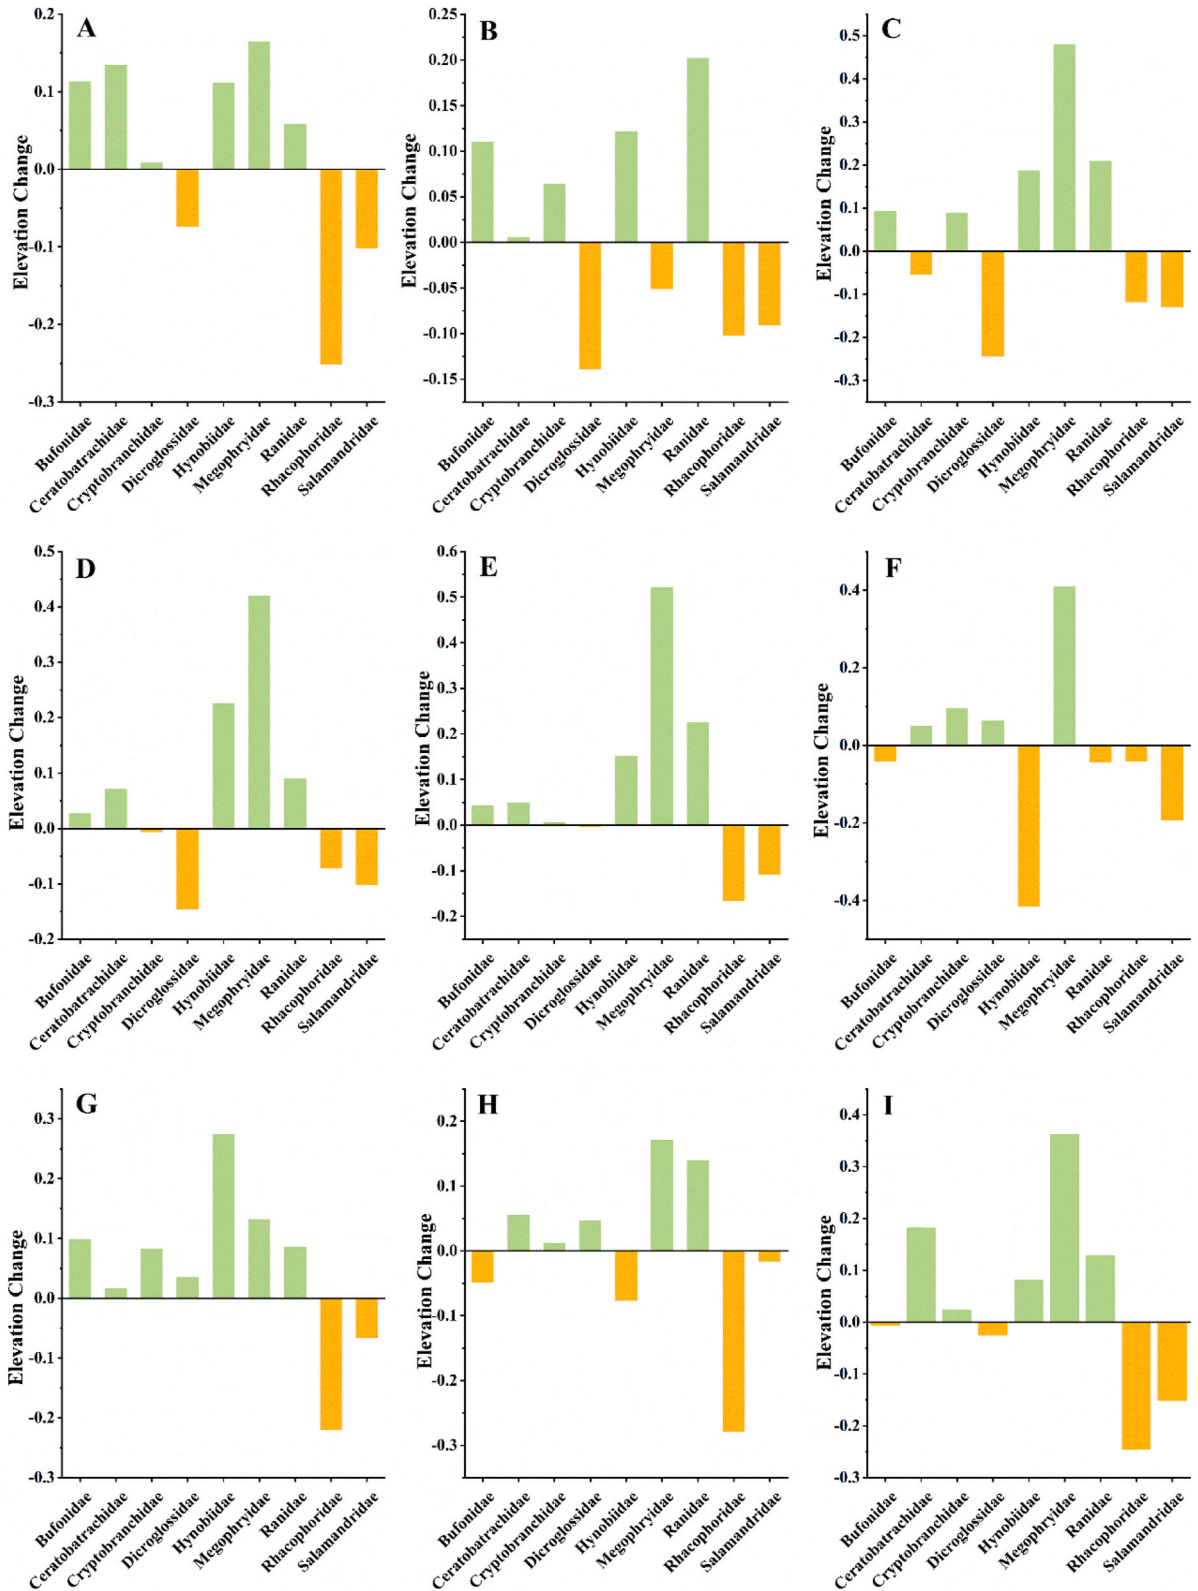 A
Elevation Change
0.2
0.1
0.0
-0.1
-0.2
-0.3
Bufonidae
Ceratobatrachidae
Cryptobranchidae
Dicroglossidae
Hynobiidae
Megophryidae
Ranidae
Rhacophoridae
Salamandridae
B
Elevation Change
0.25
0.20
0.15
0.10
0.05
0.00
-0.05
-0.10
-0.15
Bufonidae
Ceratobatrachidae
Cryptobranchidae
Dicroglossidae
Hynobiidae
Megophryidae
Ranidae
Rhacophoridae
Salamandridae
C
Elevation Change
0.5
0.4
0.3
0.2
0.1
0.0
-0.1
-0.2
-0.3
Bufonidae
Ceratobatrachidae
Cryptobranchidae
Dicroglossidae
Hynobiidae
Megophryidae
Ranidae
Rhacophoridae
Salamandridae
D
Elevation Change
0.5
0.4
0.3
0.2
0.1
0.0
-0.1
-0.2
Bufonidae
Ceratobatrachidae
Cryptobranchidae
Dicroglossidae
Hynobiidae
Megophryidae
Ranidae
Rhacophoridae
Salamandridae
E
Elevation Change
0.6
0.5
0.4
0.3
0.2
0.1
0.0
-0.1
-0.2
Bufonidae
Ceratobatrachidae
Cryptobranchidae
Dicroglossidae
Hynobiidae
Megophryidae
Ranidae
Rhacophoridae
Salamandridae
F
Elevation Change
0.4
0.2
0.0
-0.2
-0.4
Bufonidae
Ceratobatrachidae
Cryptobranchidae
Dicroglossidae
Hynobiidae
Megophryidae
Ranidae
Rhacophoridae
Salamandridae
G
Elevation Change
0.3
0.2
0.1
0.0
-0.1
-0.2
-0.3
Bufonidae
Ceratobatrachidae
Cryptobranchidae
Dicroglossidae
Hynobiidae
Megophryidae
Ranidae
Rhacophoridae
Salamandridae
H
Elevation Change
0.2
0.1
0.0
-0.1
-0.2
-0.3
Bufonidae
Ceratobatrachidae
Cryptobranchidae
Dicroglossidae
Hynobiidae
Megophryidae
Ranidae
Rhacophoridae
Salamandridae
I
Elevation Change
0.4
0.3
0.2
0.1
0.0
-0.1
-0.2
-0.3
Bufonidae
Ceratobatrachidae
Cryptobranchidae
Dicroglossidae
Hynobiidae
Megophryidae
Ranidae
Rhacophoridae
Salamandridae